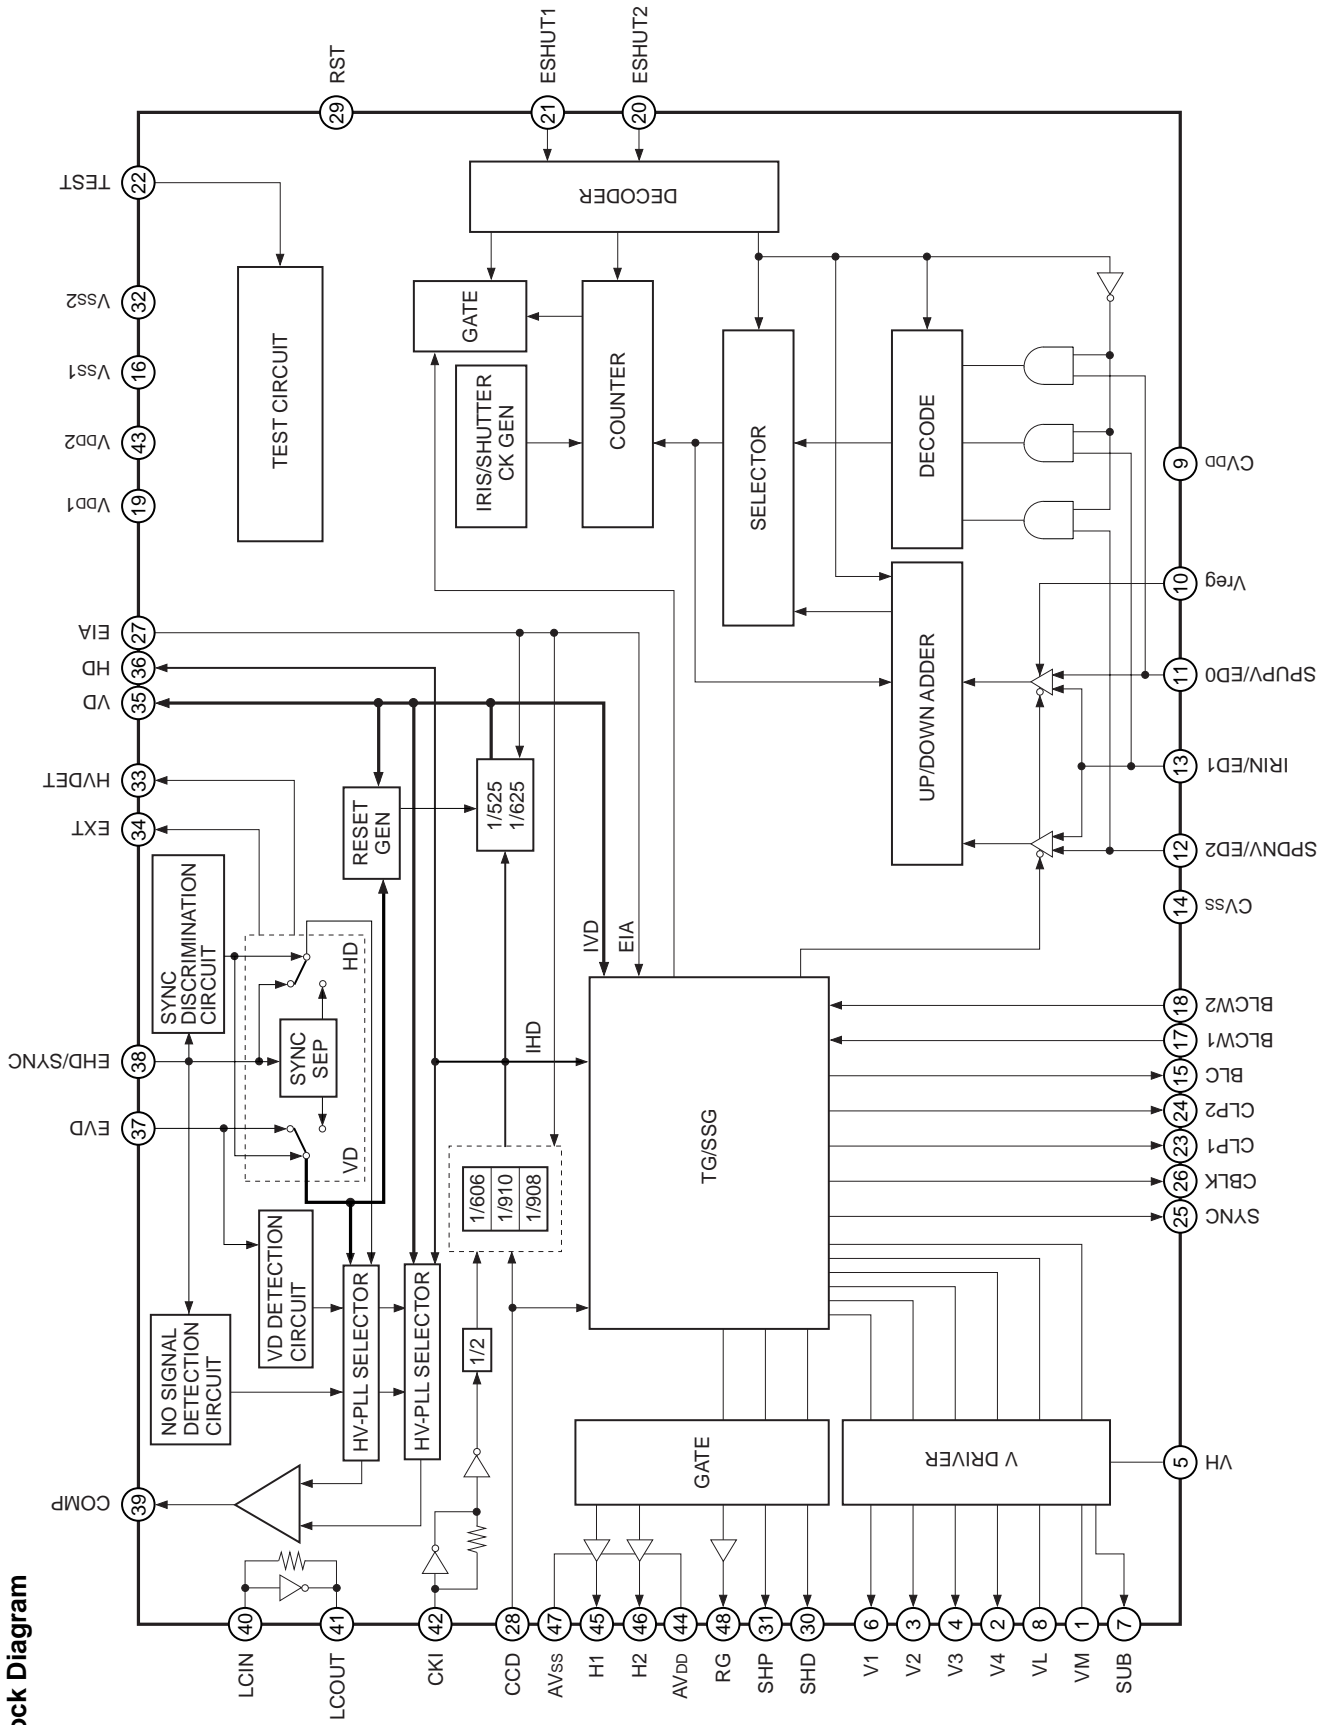 ock Diagram
RST
29
ESHUT1
21
ESHUT2
20
TEST
22
VSS2
32
VSS1
16
VDD2
43
VDD1
19
EIA
27
HD
36
VD
35
HVDET
33
EXT
34
EHD/SYNC
38
EVD
37
COMP
39
LCIN
40
LCOUT
41
CKI
42
CCD
28
AVSS
47
H1
45
H2
46
AVDD
44
RG
48
SHP
31
SHD
30
V1
6
V2
3
V3
4
V4
2
VL
8
VM
1
SUB
7
VH
5
SYNC
25
CBLK
26
CLP1
23
CLP2
24
BLC
15
BLCW1
17
BLCW2
18
CVSS
14
SPDNV/ED2
12
IRIN/ED1
13
SPUPV/ED0
11
Vreg
10
CVDD
9
DECODER
TEST CIRCUIT
GATE
IRIS/SHUTTER
CK GEN
COUNTER
SELECTOR
DECODE
UP/DOWN ADDER
SYNC
DISCRIMINATION
CIRCUIT
RESET
GEN
1/525
1/625
SYNC
SEP
HD
VD
IVD
EIA
IHD
NO SIGNAL
DETECTION
CIRCUIT
VD DETECTION
CIRCUIT
HV-PLL SELECTOR
HV-PLL SELECTOR
1/606
1/910
1/908
1/2
TG/SSG
GATE
V DRIVER